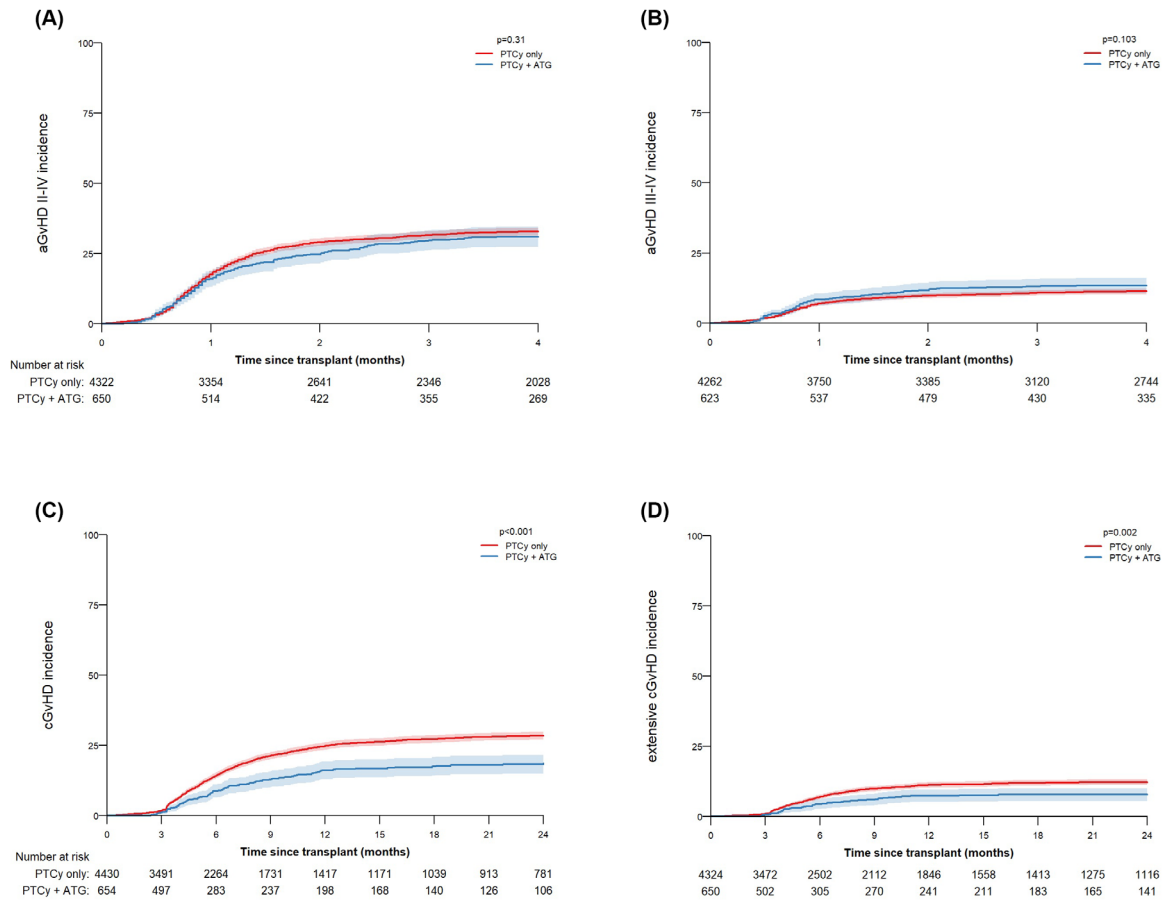 (A)
p=0.31
PTCy only
PTCy + ATG
aGvHD II-IV incidence
100
75
50
25
0
0 1 2 3 4
Time since transplant (months)
Number at risk
PTCy only: 4322 3354 2641 2346 2028
PTCy + ATG: 650 514 422 355 269
(B)
p=0.103
PTCy only
PTCy + ATG
aGvHD III-IV incidence
100
75
50
25
0
0 1 2 3 4
Time since transplant (months)
4262 3750 3385 3120 2744
623 537 479 430 335
(C)
p<0.001
PTCy only
PTCy + ATG
cGvHD incidence
100
75
50
25
0
0 3 6 9 12 15 18 21 24
Time since transplant (months)
Number at risk
PTCy only: 4430 3491 2264 1731 1417 1171 1039 913 781
PTCy + ATG: 654 497 283 237 198 168 140 126 106
(D)
p=0.002
PTCy only
PTCy + ATG
extensive cGvHD incidence
100
75
50
25
0
0 3 6 9 12 15 18 21 24
Time since transplant (months)
4324 3472 2502 2112 1846 1558 1413 1275 1116
650 502 305 270 241 211 183 165 141